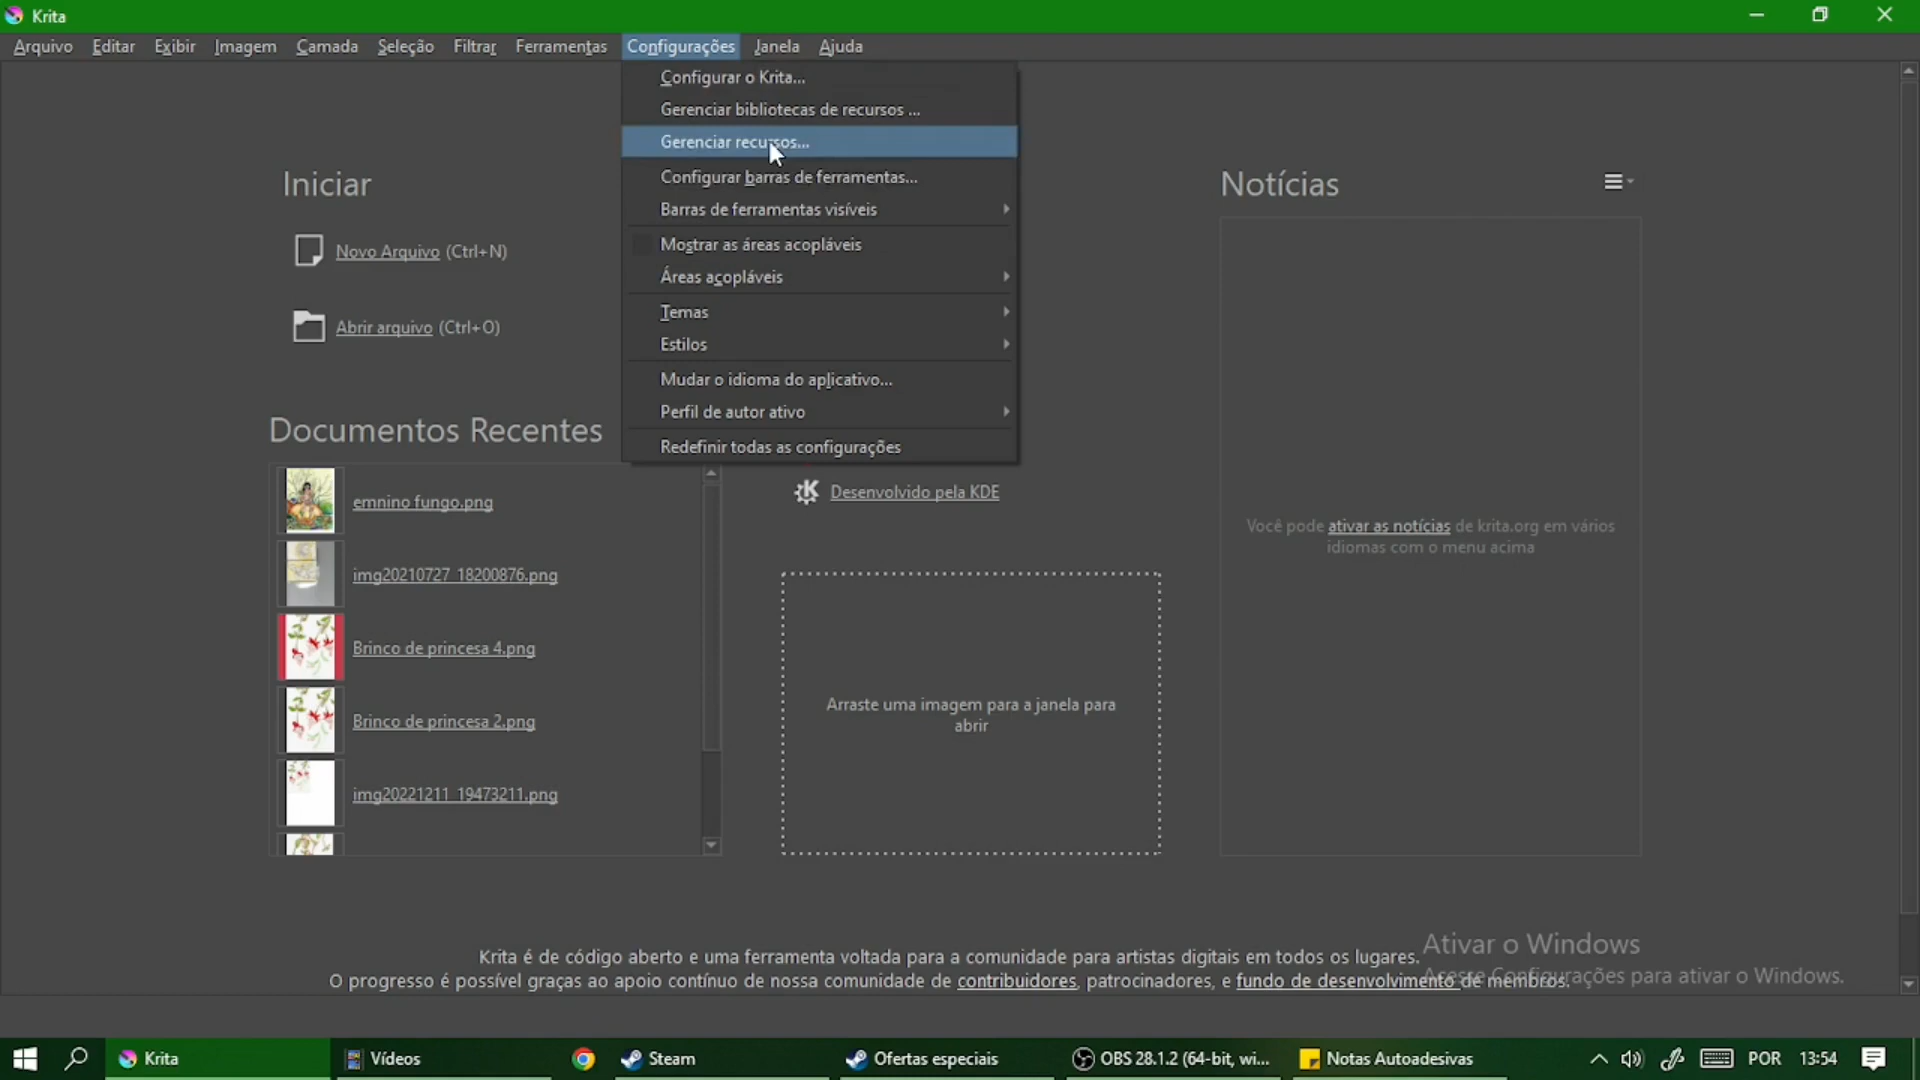 Krita
Arquivo Editar Exibir Imagem Camada Seleção Filtrar Ferramentas Configurações Janela Ajuda
Configurar o Krita...
Gerenciar bibliotecas de recursos ...
Gerenciar recursos...
Configurar barras de ferramentas...
Barras de ferramentas visíveis
Mostrar as áreas acopláveis
Áreas acopláveis
Temas
Estilos
Mudar o idioma do aplicativo...
Perfil de autor ativo
Redefinir todas as configurações
Iniciar
Novo Arquivo (Ctrl+N)
Abrir arquivo (Ctrl+O)
Documentos Recentes
emnino fungo.png
img20210727_18200876.png
Brinco de princesa 4.png
Brinco de princesa 2.png
img20221211_19473211.png
Desenvolvido pela KDE
Arraste uma imagem para a janela para
abrir
Notícias
Você pode ativar as notícias de krita.org em vários
idiomas com o menu acima
Krita é de código aberto e uma ferramenta voltada para a comunidade para artistas digitais em todos os lugares.
O progresso é possível graças ao apoio contínuo de nossa comunidade de contribuidores, patrocinadores, e fundo de desenvolvimento de membros.
Ativar o Windows
Acesse Configurações para ativar o Windows.
Krita
Vídeos
Steam
Ofertas especiais
OBS 28.1.2 (64-bit, wi...
Notas Autoadesivas
POR
13:54